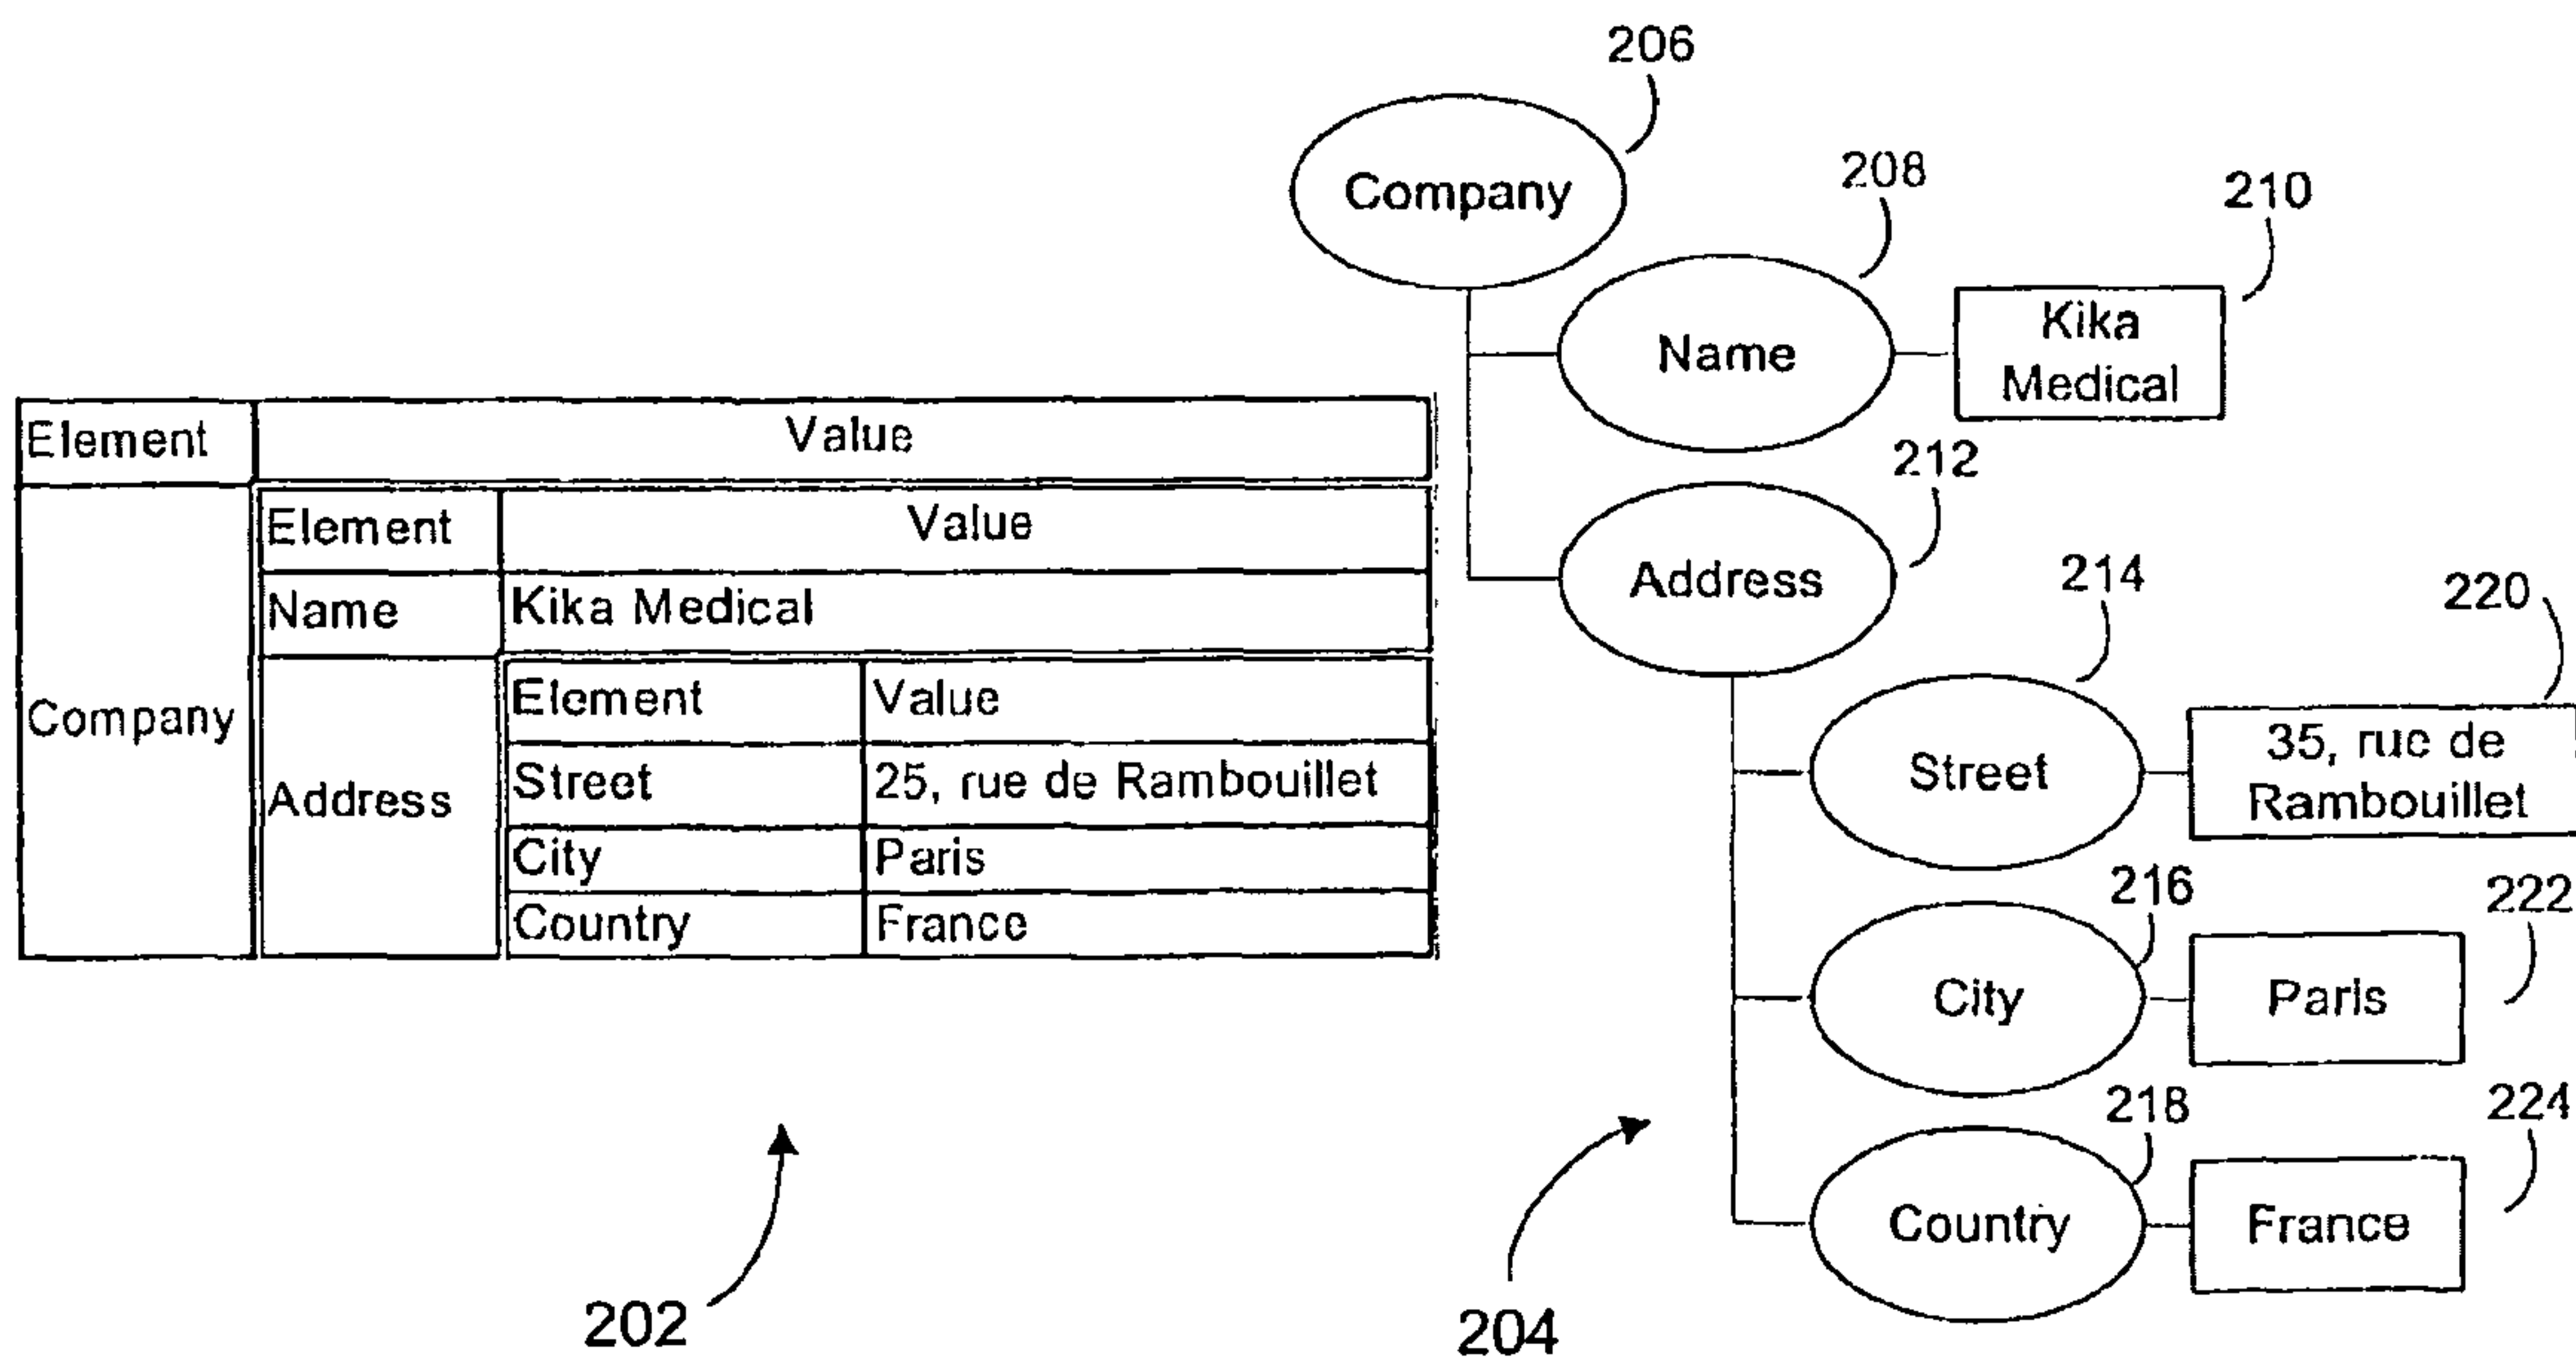 Element Value
Element Value
Name Kika Medical
Company
Address
Element Value
Street 25, rue de Rambouillet
City Paris
Country France
202
206
Company
208
Name
210
Kika
Medical
212
Address
214
Street
220
35, rue de
Rambouillet
216
City
222
Paris
218
Country
224
France
204